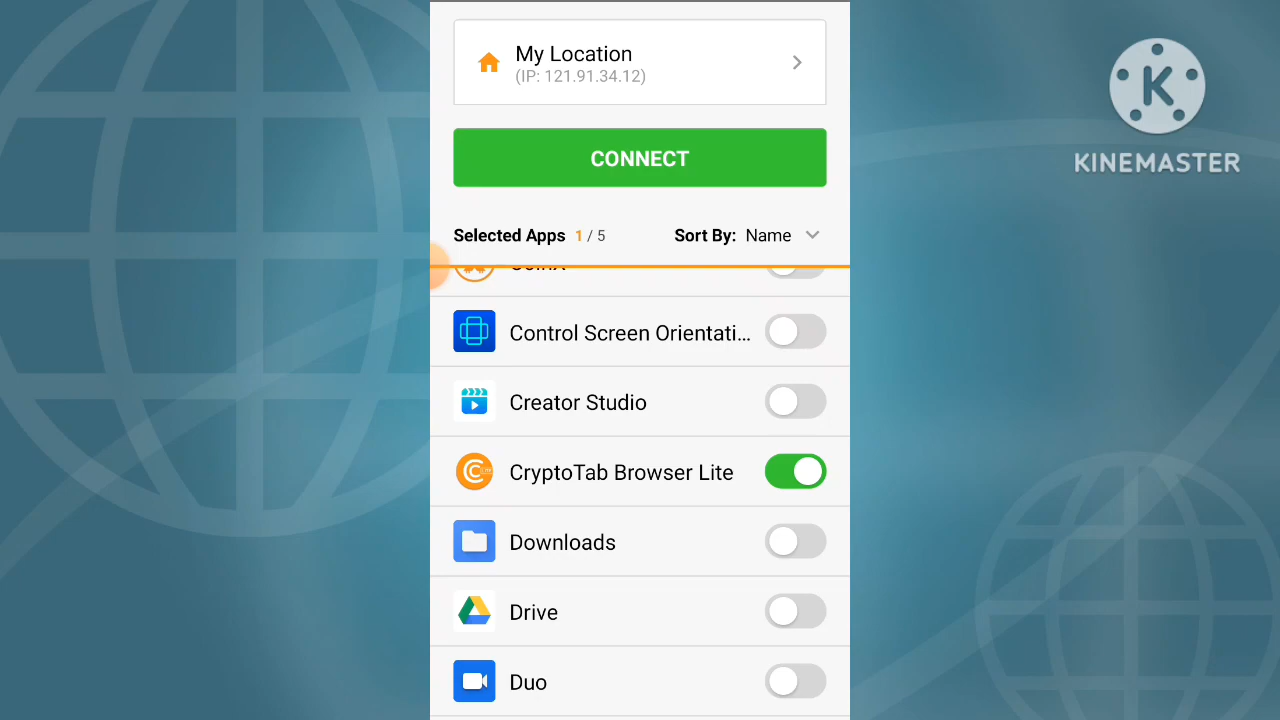 My Location
(IP: 121.91.34.12)
CONNECT
Selected Apps 1 / 5
Sort By: Name
CoinX
Control Screen Orientati...
Creator Studio
CryptoTab Browser Lite
Downloads
Drive
Duo
K
KINEMASTER